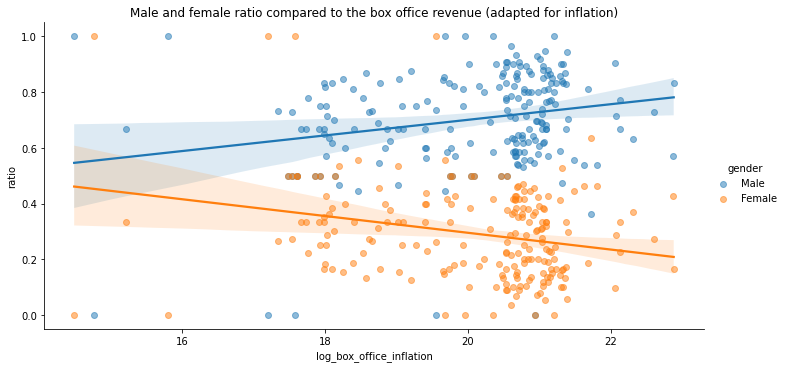 Male and female ratio compared to the box office revenue (adapted for inflation)
1.0
0.8
0.6
0.4
0.2
0.0
ratio
16
18
20
22
log_box_office_inflation
gender
Male
Female